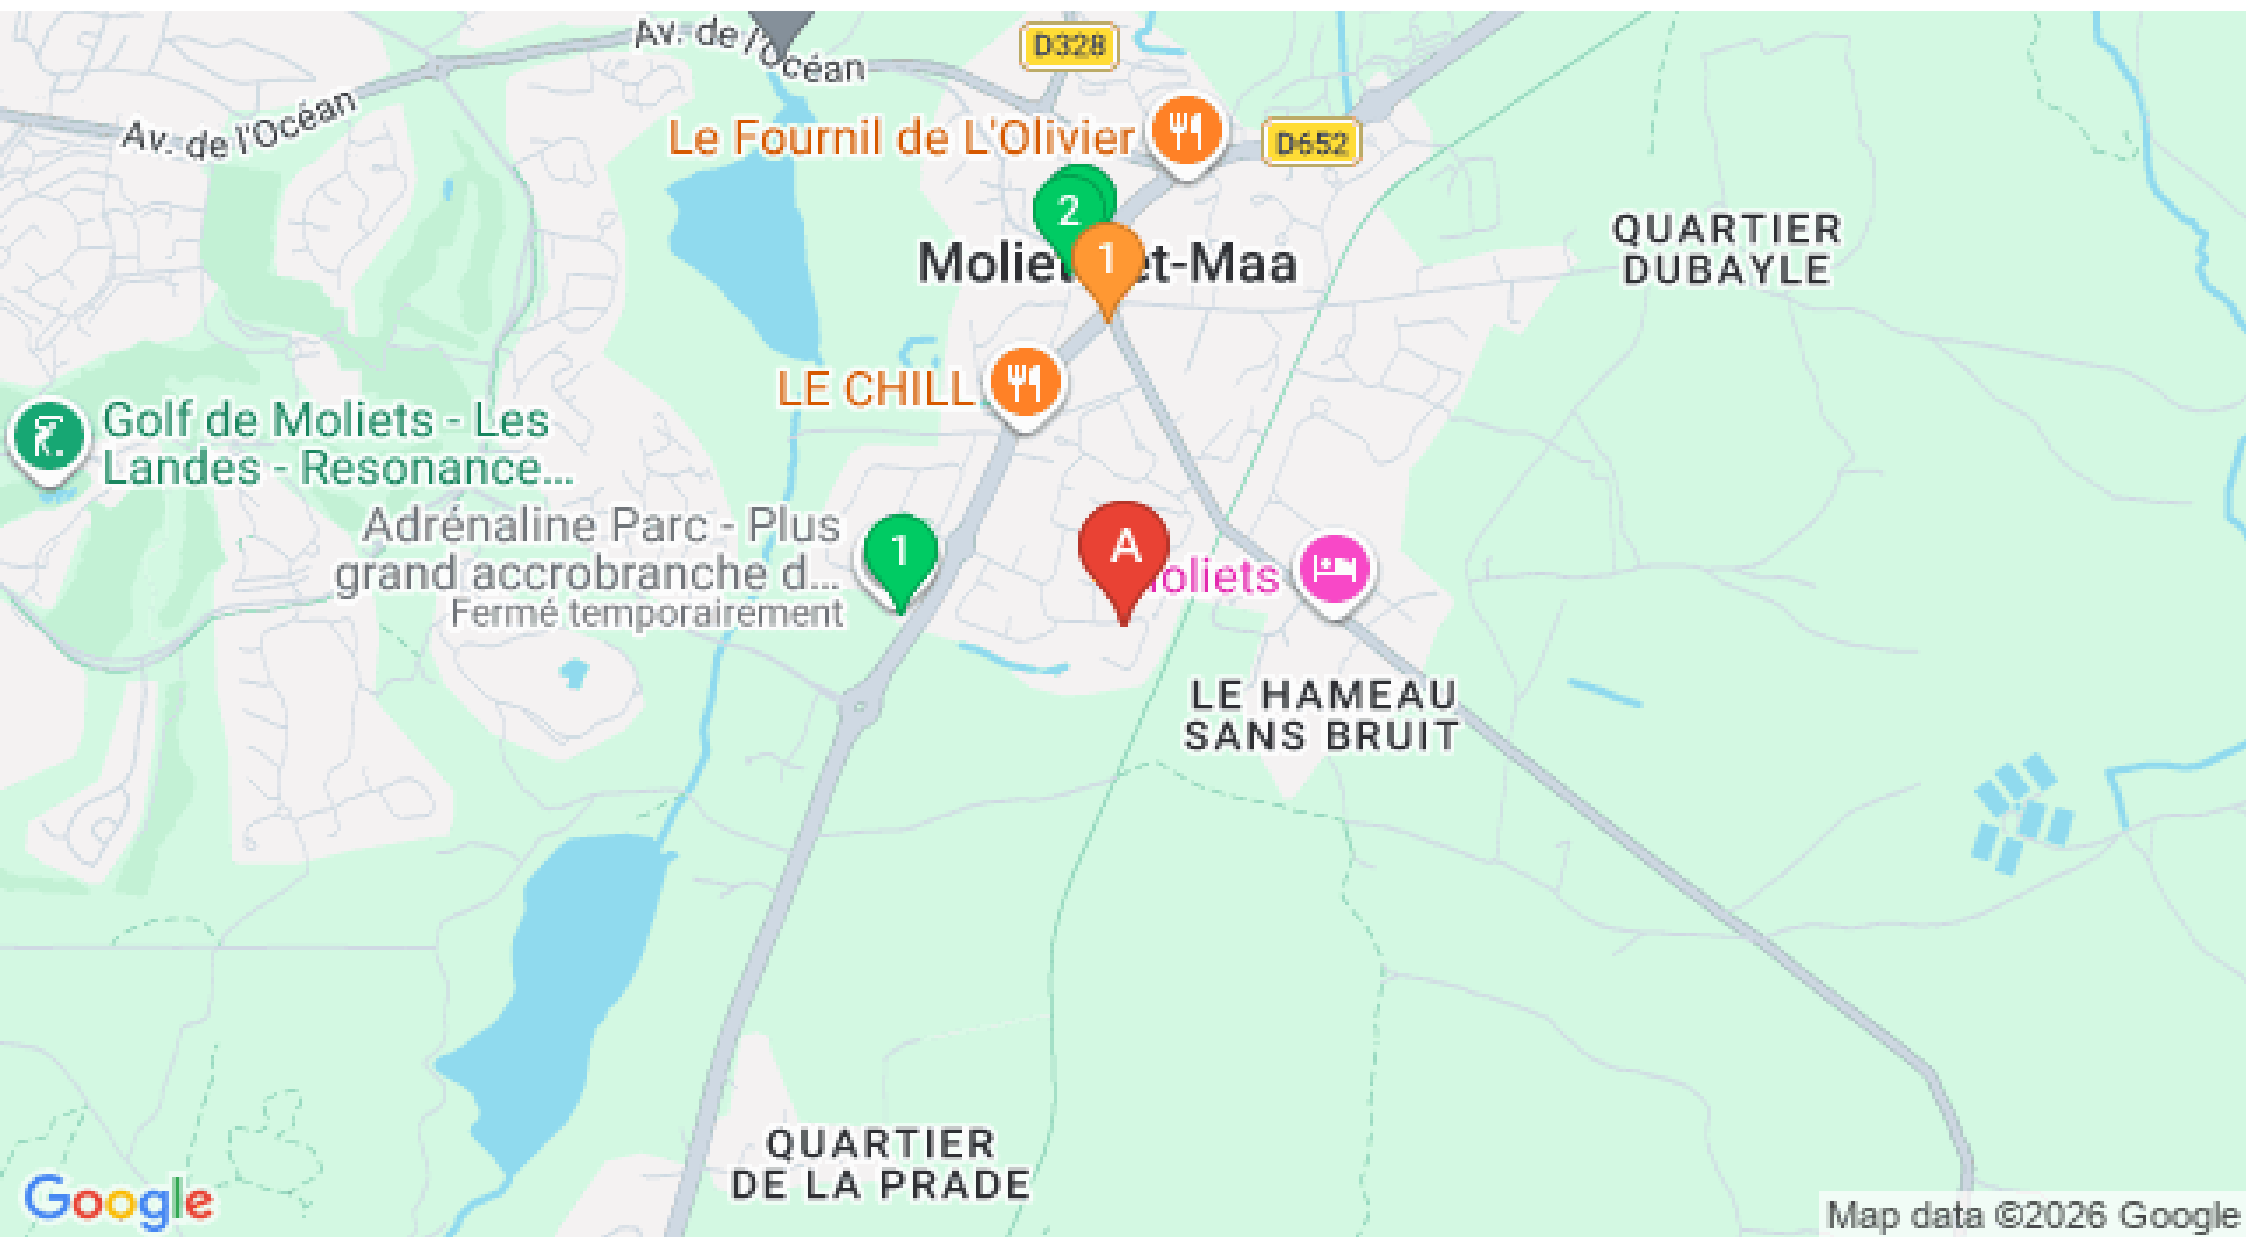 Av. de l'Océan
D328
Av. de l'Océan
Le Fournil de L'Olivier
D652
2
1
QUARTIER
DUBAYLE
LE CHILL
Golf de Moliets - Les
Landes - Resonance...
Adrénaline Parc - Plus
grand accrobranche d...
Fermé temporairement
1
A
LE HAMEAU
SANS BRUIT
QUARTIER
DE LA PRADE
Google
Map data ©2026 Google